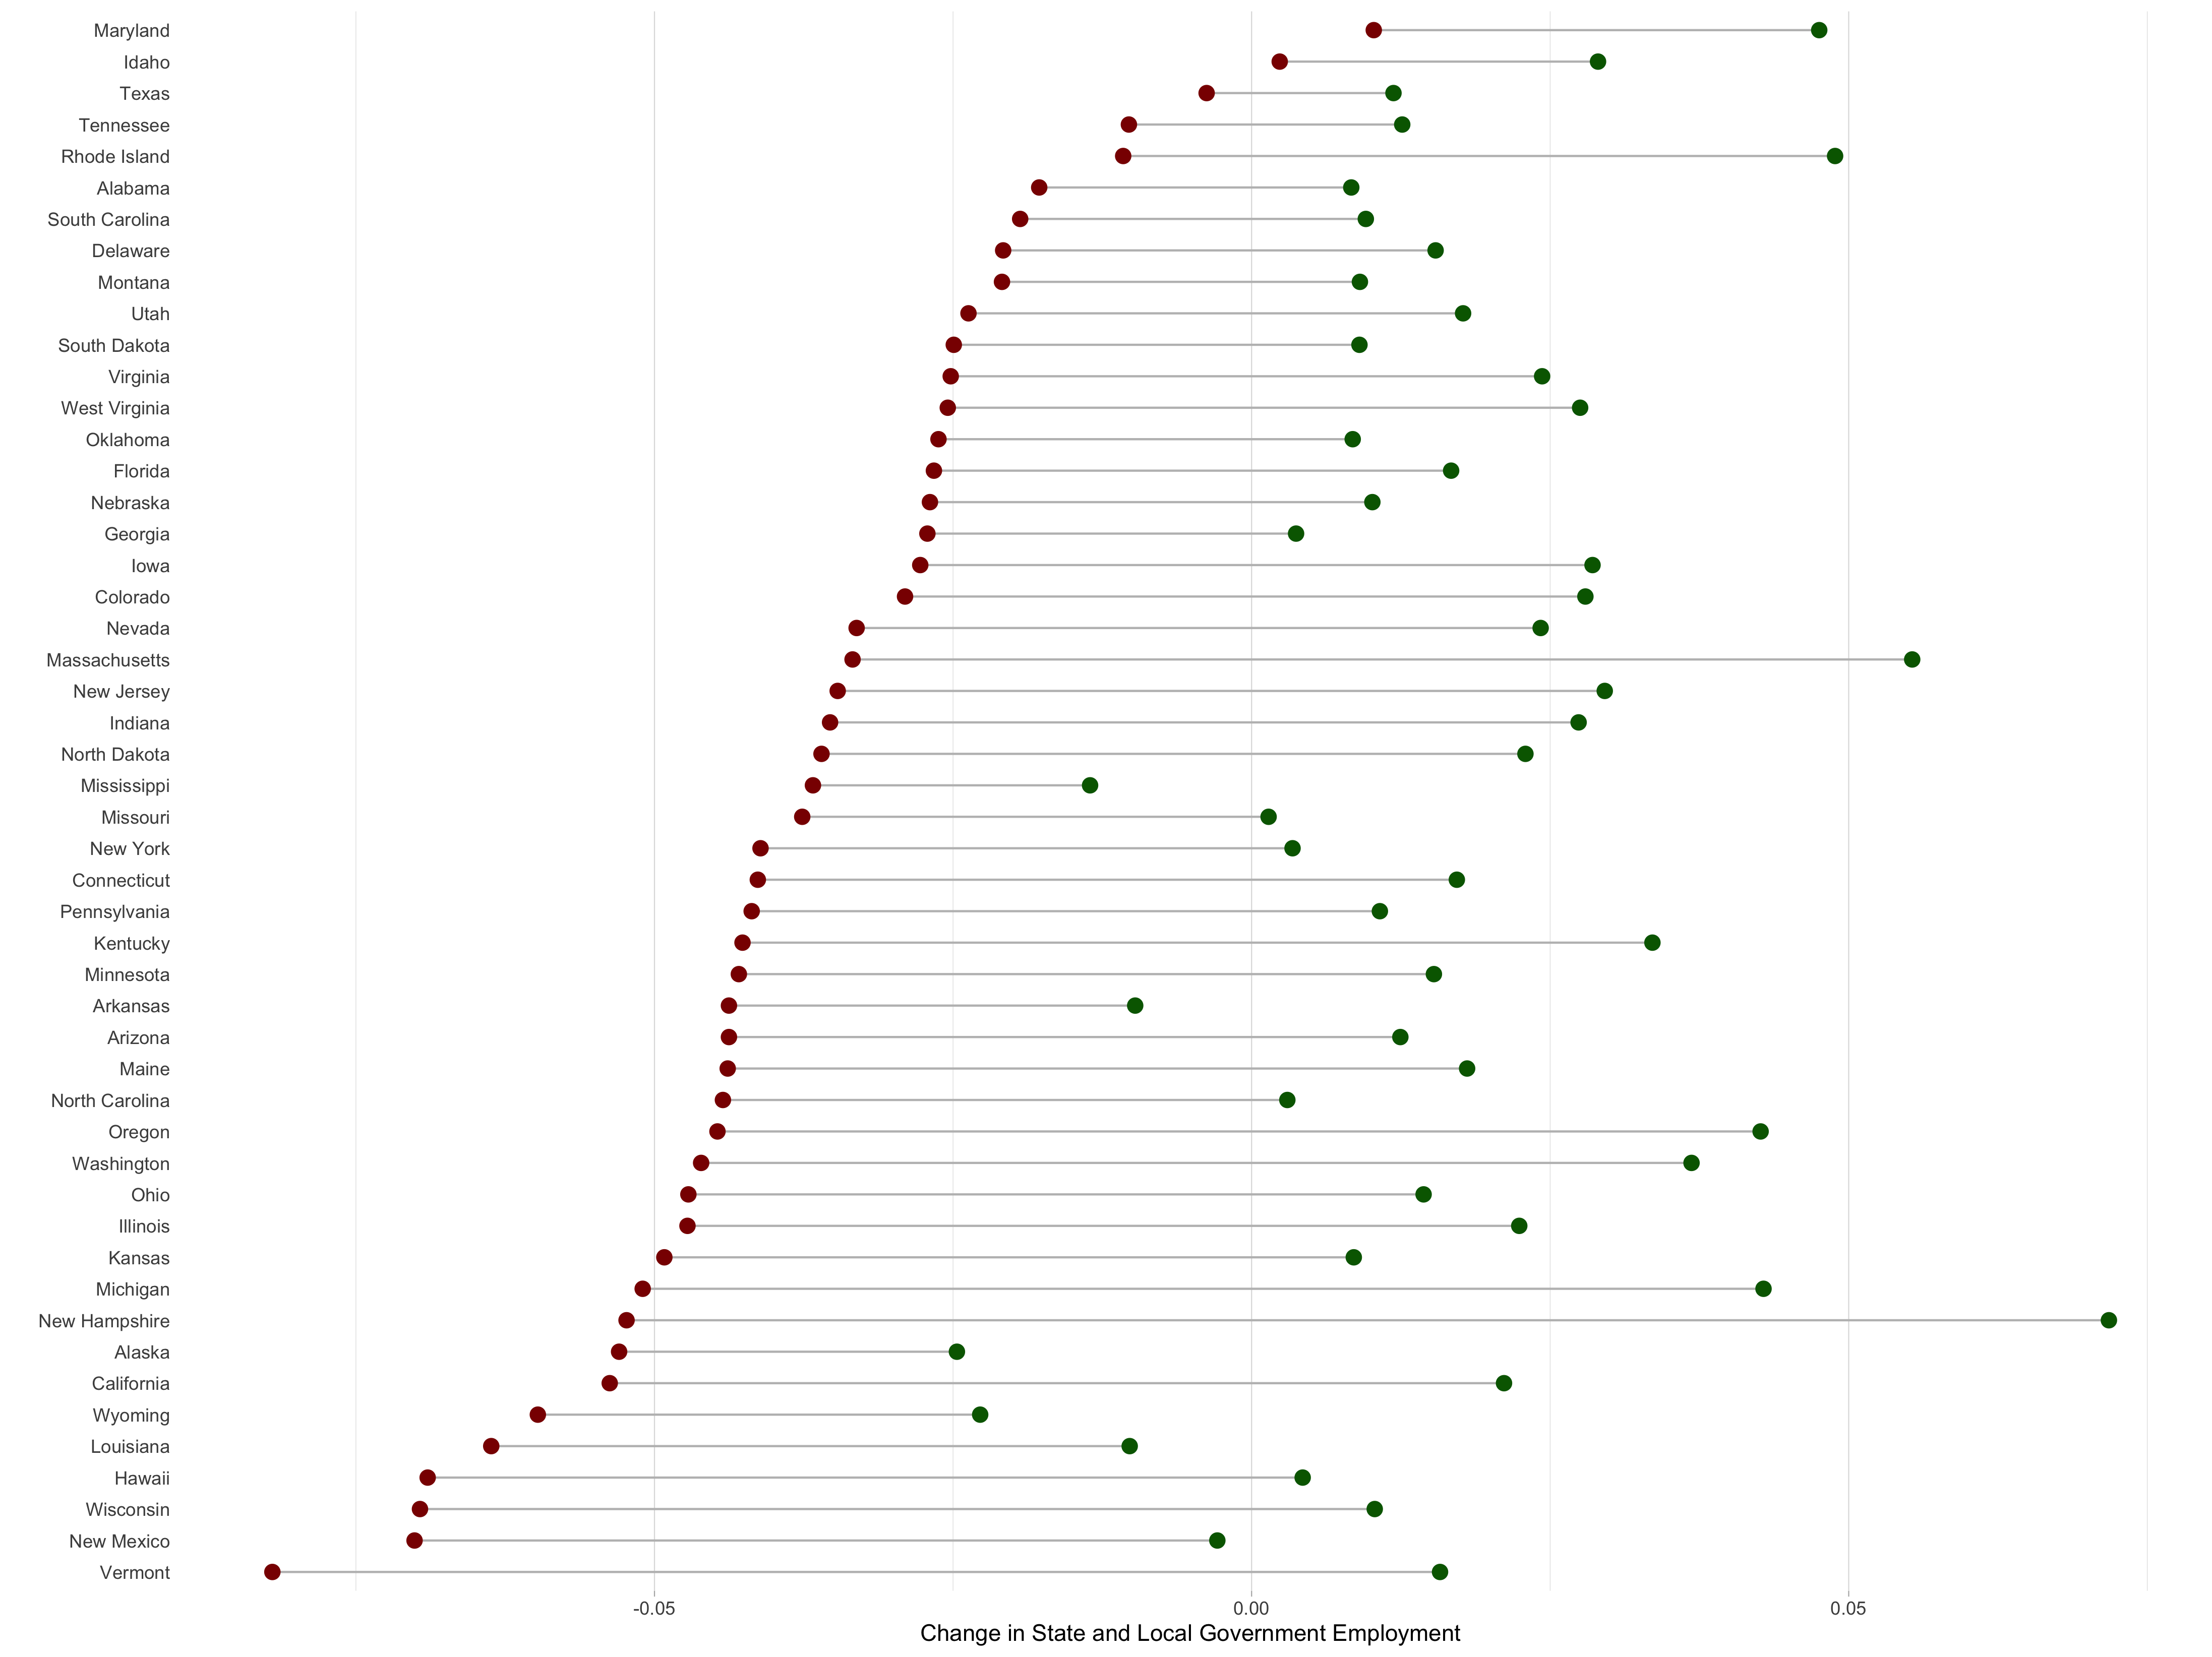 Maryland
Idaho
Texas
Tennessee
Rhode Island
Alabama
South Carolina
Delaware
Montana
Utah
South Dakota
Virginia
West Virginia
Oklahoma
Florida
Nebraska
Georgia
Iowa
Colorado
Nevada
Massachusetts
New Jersey
Indiana
North Dakota
Mississippi
Missouri
New York
Connecticut
Pennsylvania
Kentucky
Minnesota
Arkansas
Arizona
Maine
North Carolina
Oregon
Washington
Ohio
Illinois
Kansas
Michigan
New Hampshire
Alaska
California
Wyoming
Louisiana
Hawaii
Wisconsin
New Mexico
Vermont
-0.05 0.00 0.05
Change in State and Local Government Employment